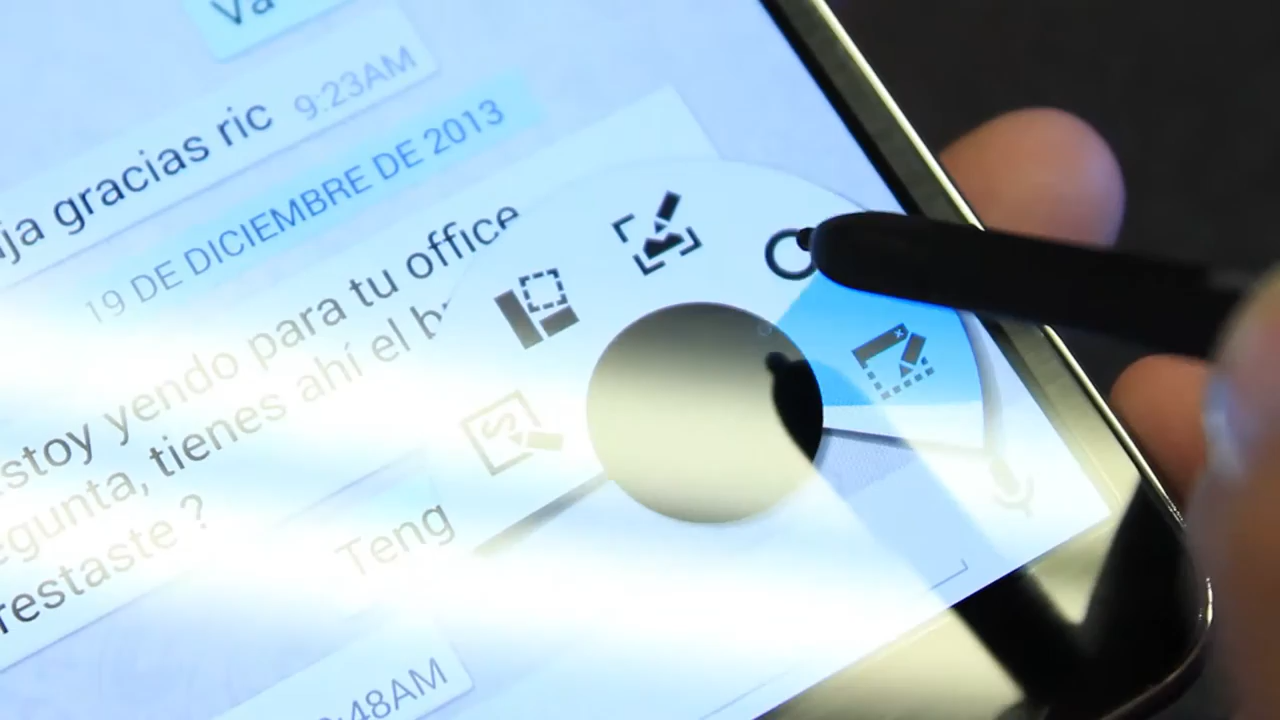 Va
ija gracias ric 9:23AM
19 DE DICIEMBRE DE 2013
stoy yendo para tu office
egunta, tienes ahí el b
restaste ?
Teng
:48AM